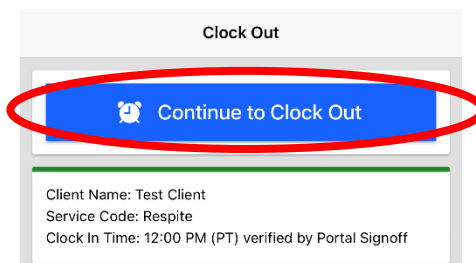 Clock Out
Continue to Clock Out
Client Name: Test Client
Service Code: Respite
Clock In Time: 12:00 PM (PT) verified by Portal Signoff